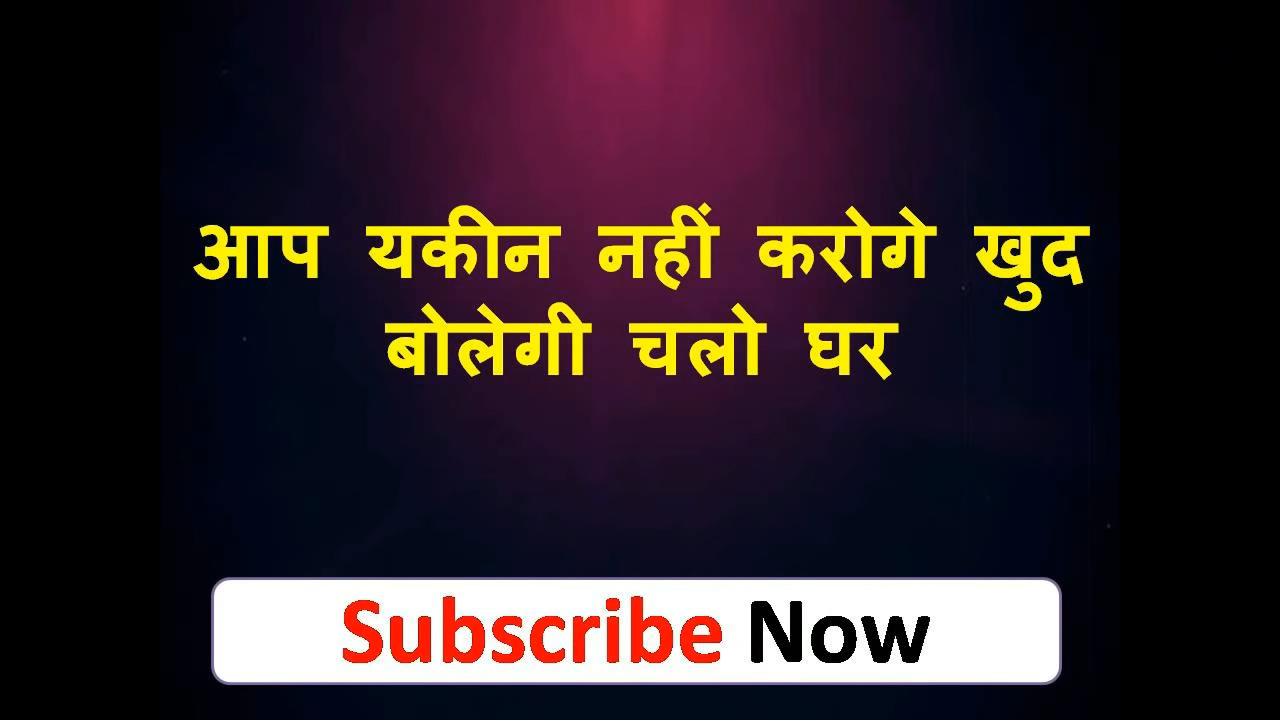 आप यकीन नहीं करोगे खुद
बोलेगी चलो घर
Subscribe Now